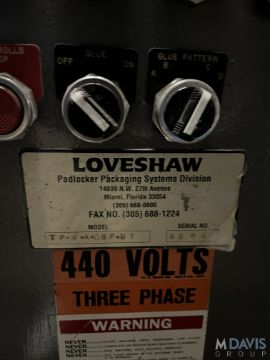 ROLLS
OP
GLUE
OFF ON
GLUE PATTERN
A B C D
LOVESHAW
Padlocker Packaging Systems Division
14899 N.W. 27th Avenue
Miami, Florida 33054
(305) 688-0600
FAX NO. (305) 688-1224
MODEL SERIAL NO.
440 VOLTS
THREE PHASE
WARNING
NEVER
NEVER
NEVER
M DAVIS
GROUP